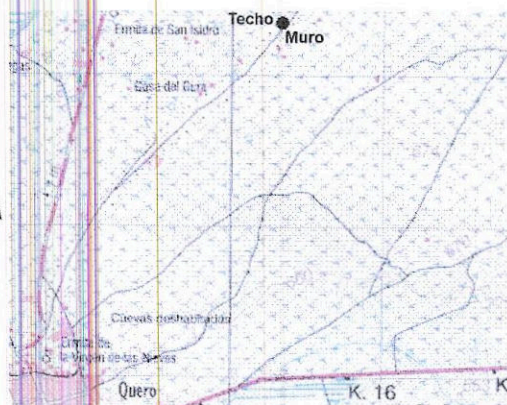 Techo
Muro
Ermita de San Isidro
Casa del Cura
Cuevas deshabitadas
Ermita de
la Virgen de las Nieves
Quero
K. 16
K